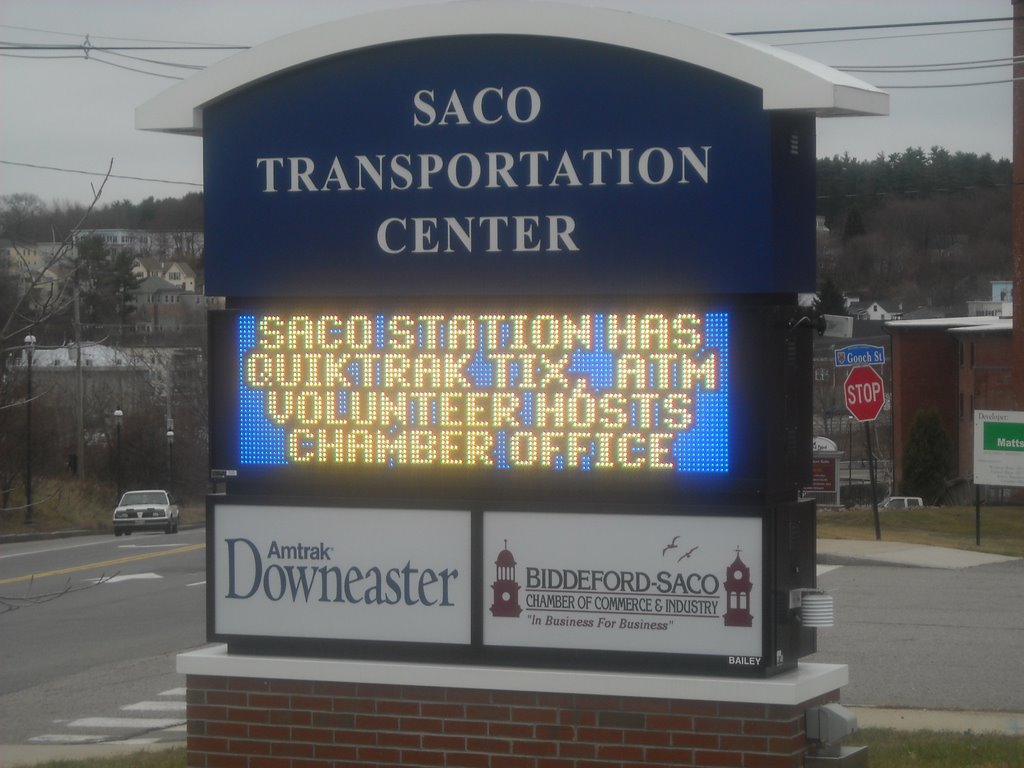 SACO
TRANSPORTATION
CENTER
SACO STATION HAS
QUIKTRAK TIX, ATM
VOLUNTEER HOSTS
CHAMBER OFFICE
Amtrak
Downeaster
BIDDEFORD-SACO
CHAMBER OF COMMERCE & INDUSTRY
"In Business For Business"
BAILEY
Gooch St
STOP
Developer:
Matts